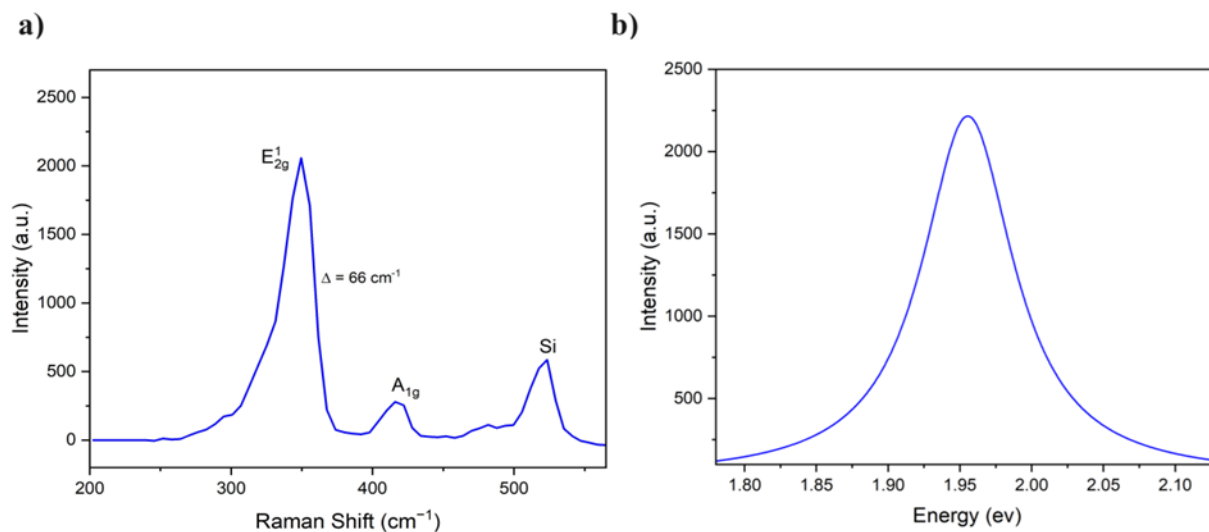 a)
Intensity (a.u.)
2500
2000
1500
1000
500
0
E¹₂g
Δ = 66 cm⁻¹
A₁g
Si
200
300
400
500
Raman Shift (cm⁻¹)
b)
Intensity (a.u.)
2500
2000
1500
1000
500
1.80
1.85
1.90
1.95
2.00
2.05
2.10
Energy (ev)